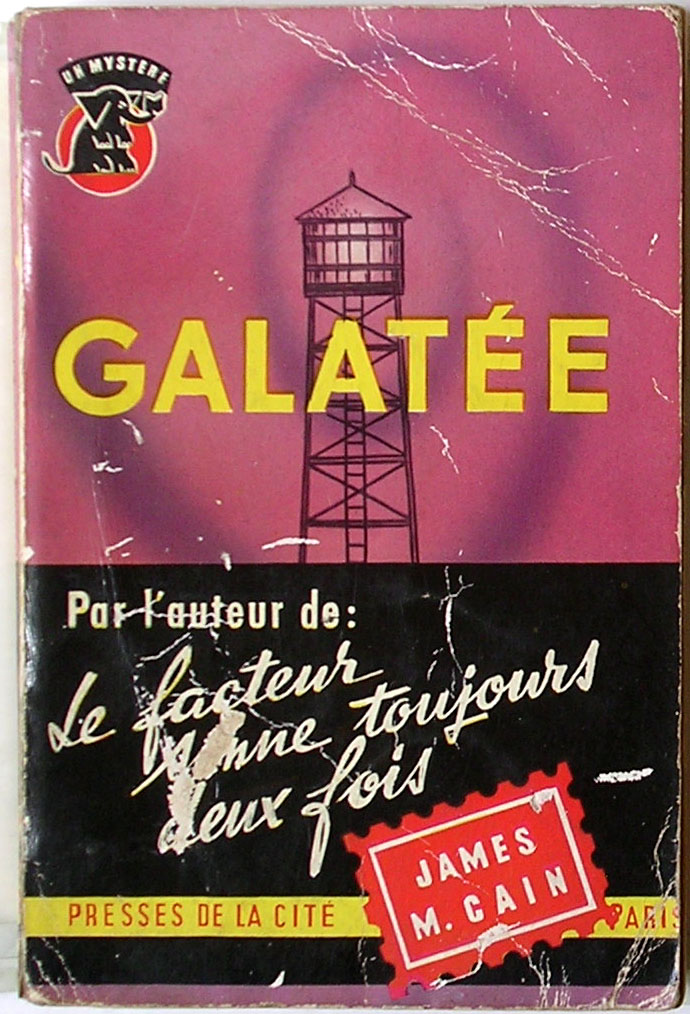 UN MYSTÈRE
GALATÉE
Par l'auteur de:
Le facteur
sonne toujours
deux fois
JAMES
M. CAIN
PRESSES DE LA CITÉ
PARIS